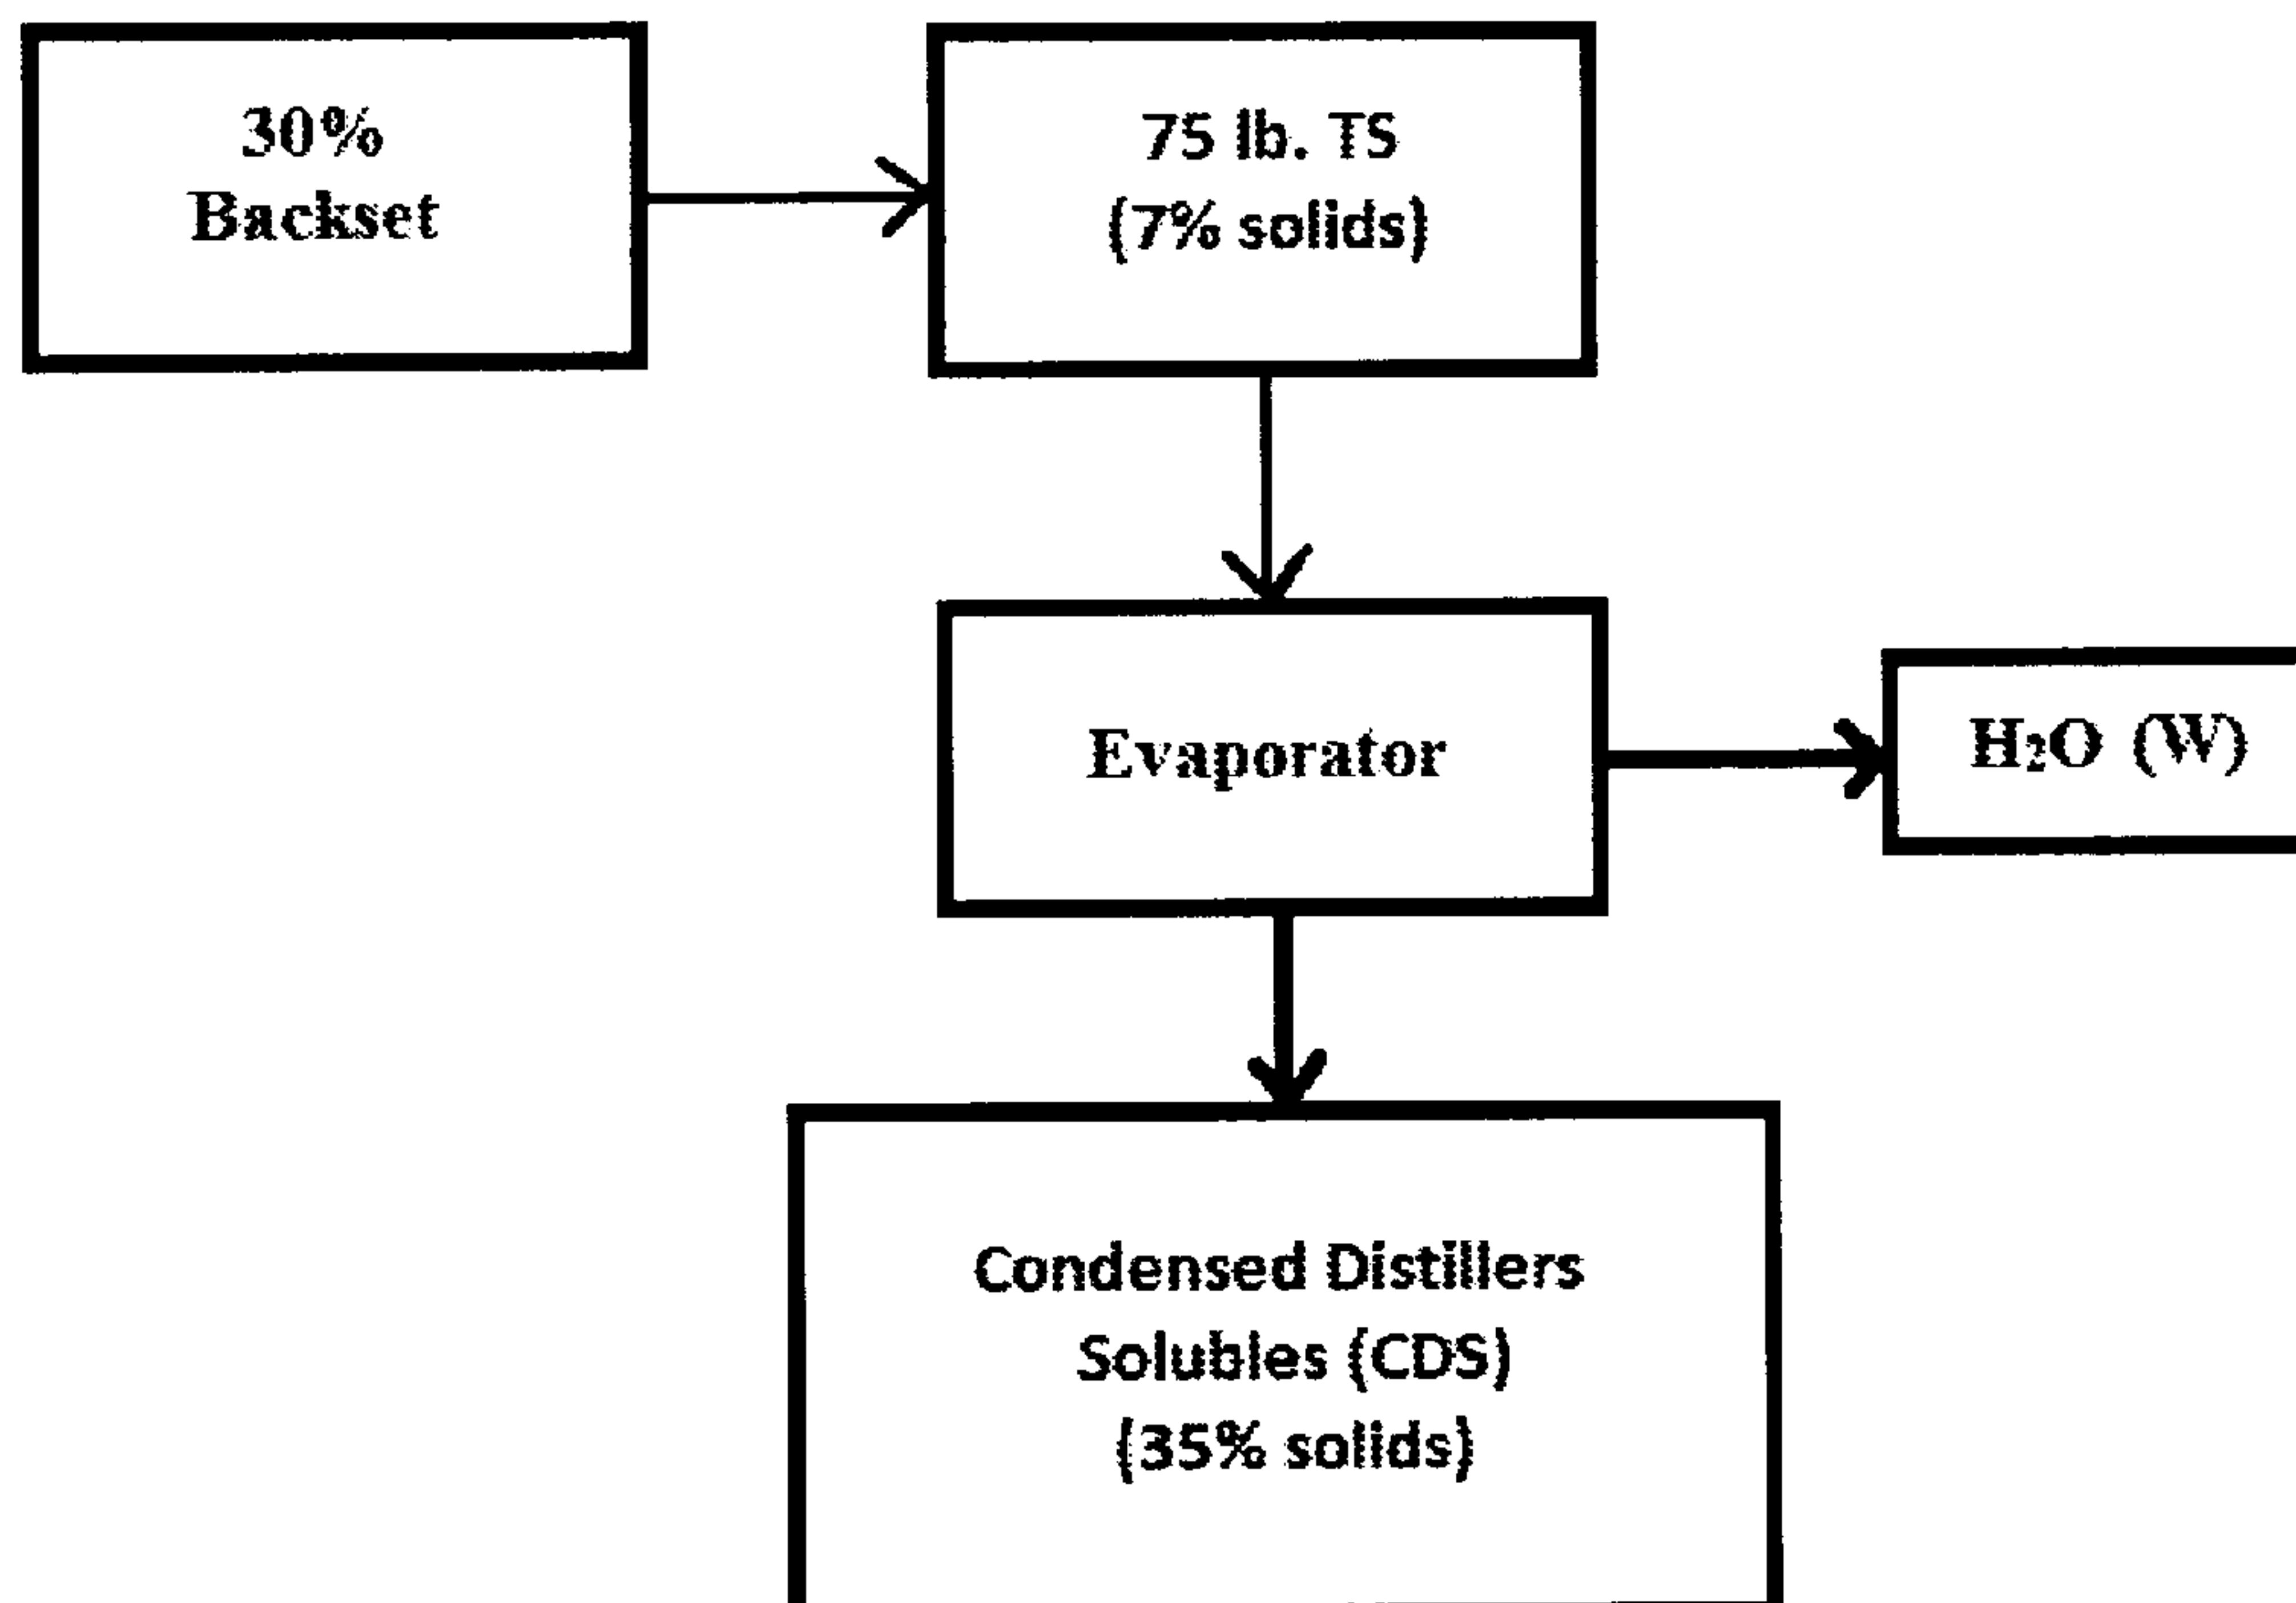 30%
Backset
75 lb. TS
(7% solids)
Evaporator
H₂O (W)
Condensed Distillers
Solubles (CDS)
(35% solids)